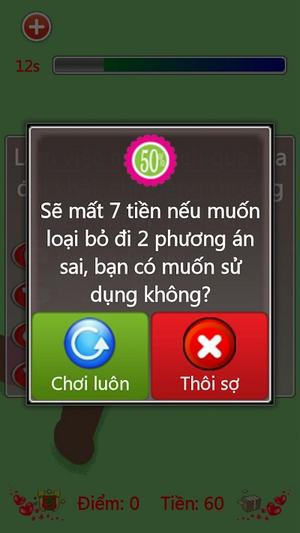 12s
50%
Sẽ mất 7 tiền nếu muốn
loại bỏ đi 2 phương án
sai, bạn có muốn sử
dụng không?
Chơi luôn
Thôi sợ
Điểm: 0 Tiền: 60